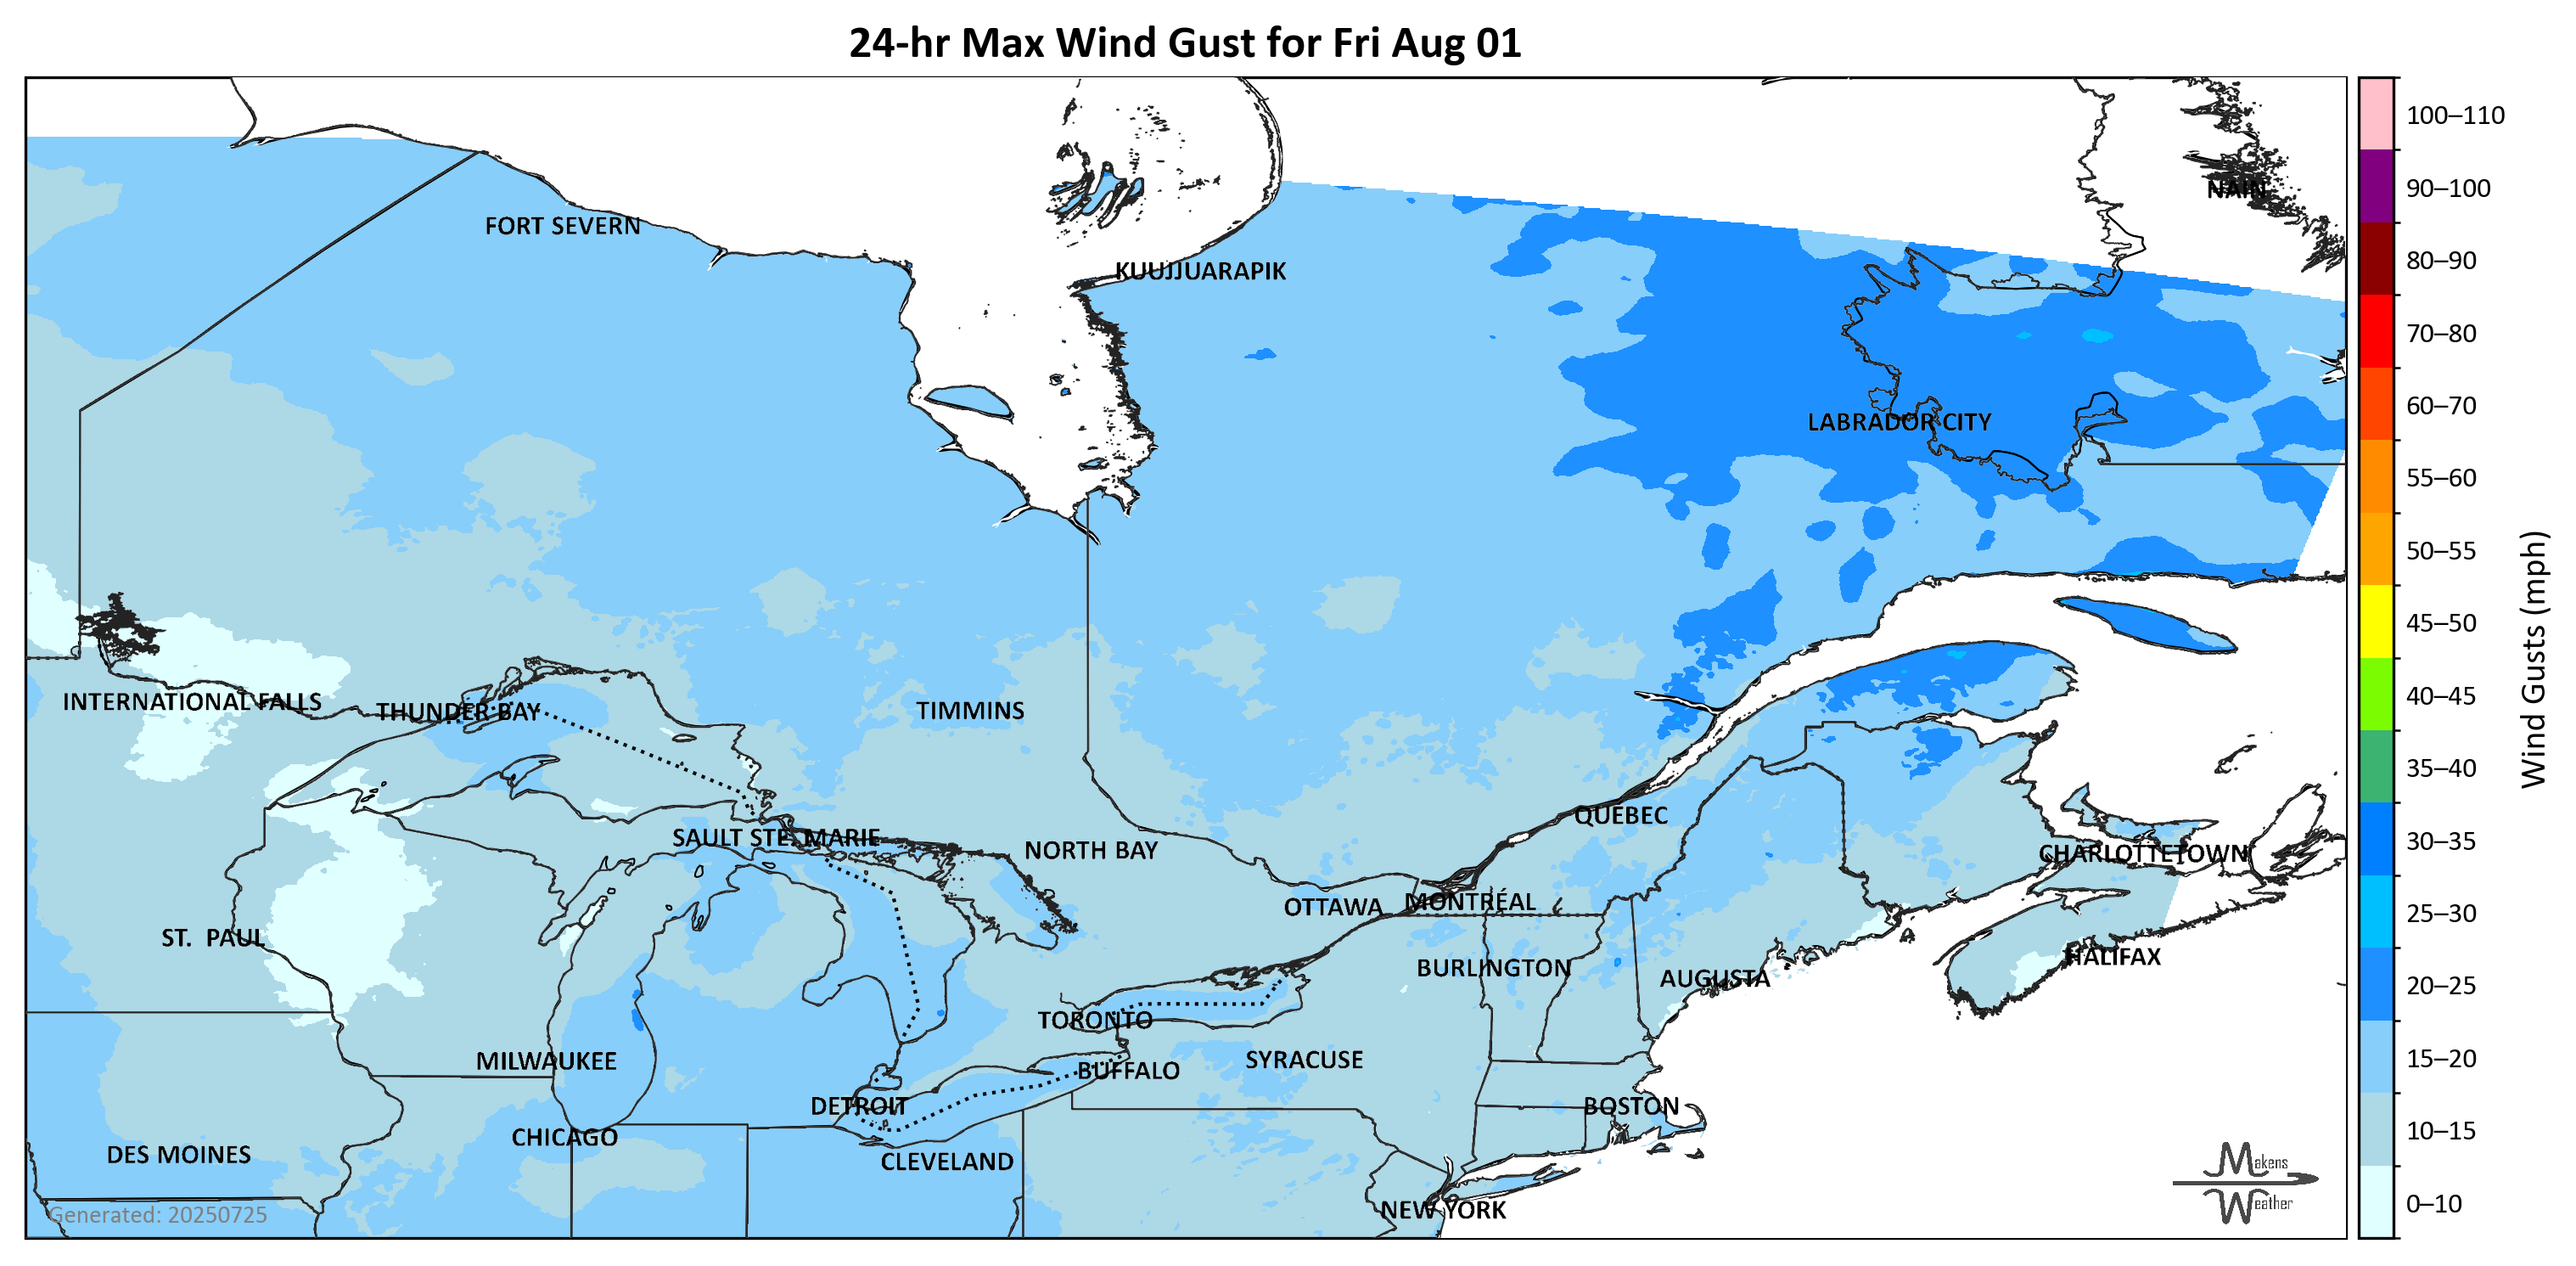 24-hr Max Wind Gust for Fri Aug 01
100–110
90–100
80–90
70–80
60–70
55–60
50–55
45–50
40–45
35–40
30–35
25–30
20–25
15–20
10–15
0–10
Wind Gusts (mph)
NAIN
FORT SEVERN
KUUJJUARAPIK
LABRADOR CITY
INTERNATIONAL FALLS
THUNDER BAY
TIMMINS
QUÉBEC
SAULT STE. MARIE
NORTH BAY
CHARLOTTETOWN
OTTAWA
MONTRÉAL
ST. PAUL
HALIFAX
BURLINGTON
AUGUSTA
TORONTO
MILWAUKEE
SYRACUSE
BUFFALO
DETROIT
BOSTON
CHICAGO
DES MOINES
CLEVELAND
NEW YORK
Generated: 20250725
Makens
Weather